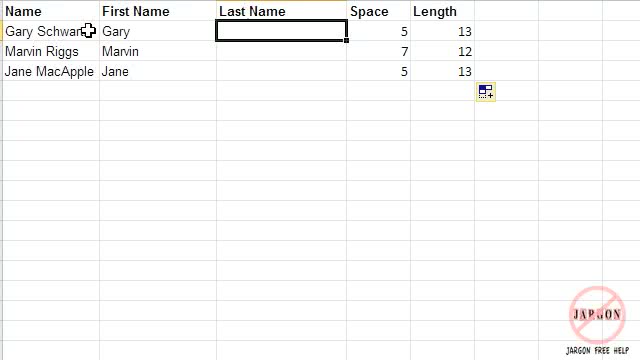 Name First Name Last Name Space Length
Gary Gary 5 13
Marvin Riggs Marvin 7 12
Jane MacApple Jane 5 13
JARGON
JARGON FREE HELP